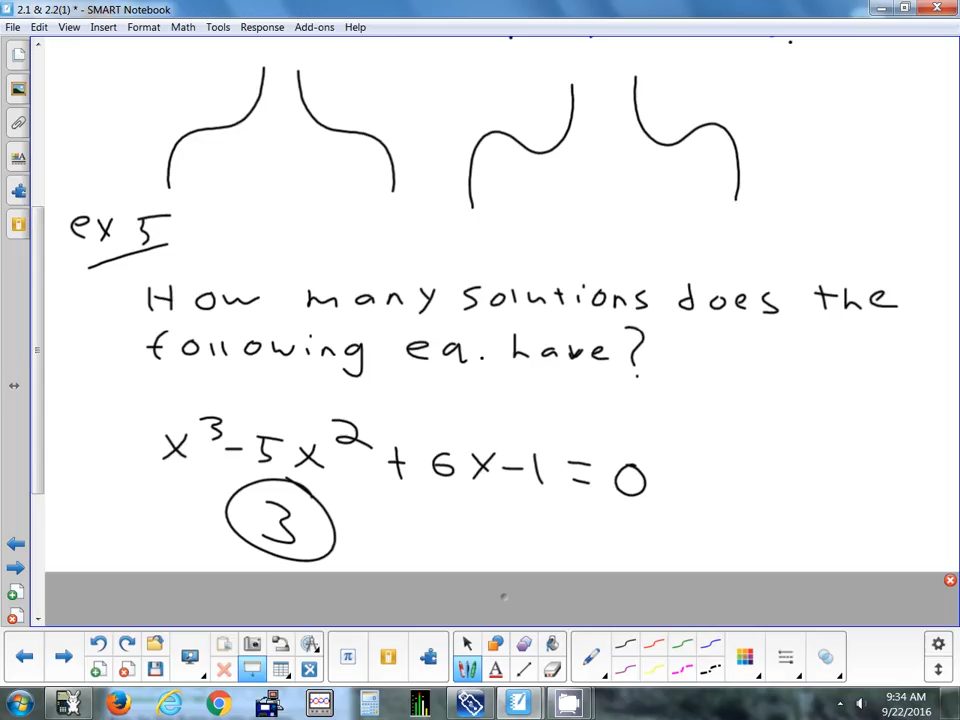 2.1 & 2.2(1) * - SMART Notebook
File Edit View Insert Format Math Tools Response Add-ons Help
ex 5
How many solutions does the
following eq. have?
x³-5x²+6x-1=0
3
9:34 AM
9/22/2016